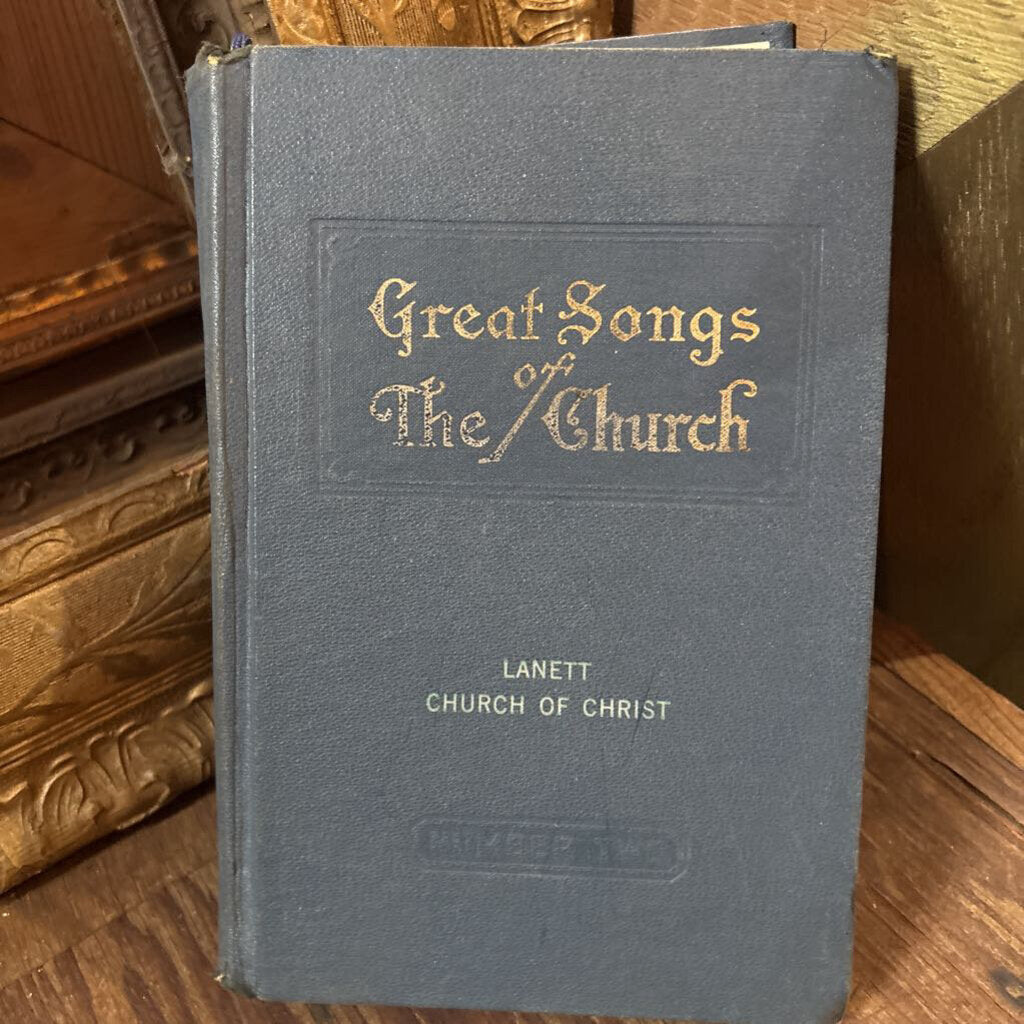 Great Songs
of
The Church
LANETT
CHURCH OF CHRIST
NUMBER TWO